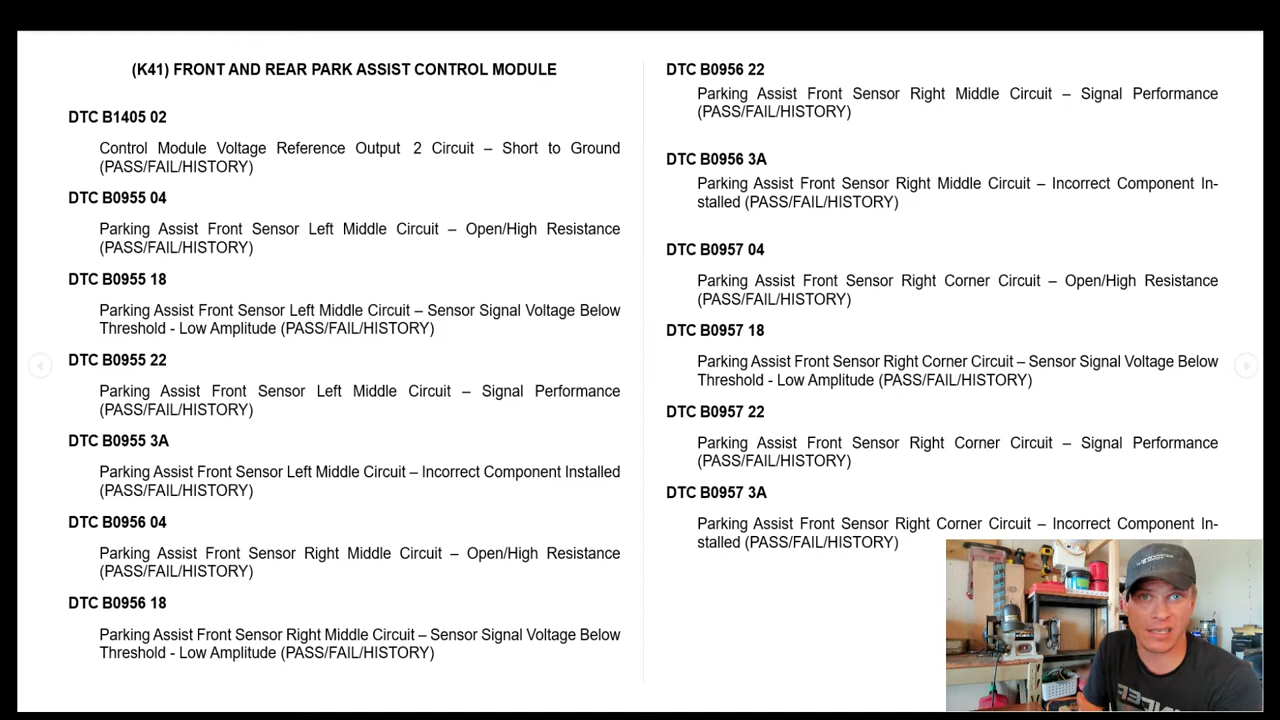 (K41) FRONT AND REAR PARK ASSIST CONTROL MODULE
DTC B1405 02
Control Module Voltage Reference Output 2 Circuit – Short to Ground
(PASS/FAIL/HISTORY)
DTC B0955 04
Parking Assist Front Sensor Left Middle Circuit – Open/High Resistance
(PASS/FAIL/HISTORY)
DTC B0955 18
Parking Assist Front Sensor Left Middle Circuit – Sensor Signal Voltage Below
Threshold - Low Amplitude (PASS/FAIL/HISTORY)
DTC B0955 22
Parking Assist Front Sensor Left Middle Circuit – Signal Performance
(PASS/FAIL/HISTORY)
DTC B0955 3A
Parking Assist Front Sensor Left Middle Circuit – Incorrect Component Installed
(PASS/FAIL/HISTORY)
DTC B0956 04
Parking Assist Front Sensor Right Middle Circuit – Open/High Resistance
(PASS/FAIL/HISTORY)
DTC B0956 18
Parking Assist Front Sensor Right Middle Circuit – Sensor Signal Voltage Below
Threshold - Low Amplitude (PASS/FAIL/HISTORY)
DTC B0956 22
Parking Assist Front Sensor Right Middle Circuit – Signal Performance
(PASS/FAIL/HISTORY)
DTC B0956 3A
Parking Assist Front Sensor Right Middle Circuit – Incorrect Component In-
stalled (PASS/FAIL/HISTORY)
DTC B0957 04
Parking Assist Front Sensor Right Corner Circuit – Open/High Resistance
(PASS/FAIL/HISTORY)
DTC B0957 18
Parking Assist Front Sensor Right Corner Circuit – Sensor Signal Voltage Below
Threshold - Low Amplitude (PASS/FAIL/HISTORY)
DTC B0957 22
Parking Assist Front Sensor Right Corner Circuit – Signal Performance
(PASS/FAIL/HISTORY)
DTC B0957 3A
Parking Assist Front Sensor Right Corner Circuit – Incorrect Component In-
stalled (PASS/FAIL/HISTORY)